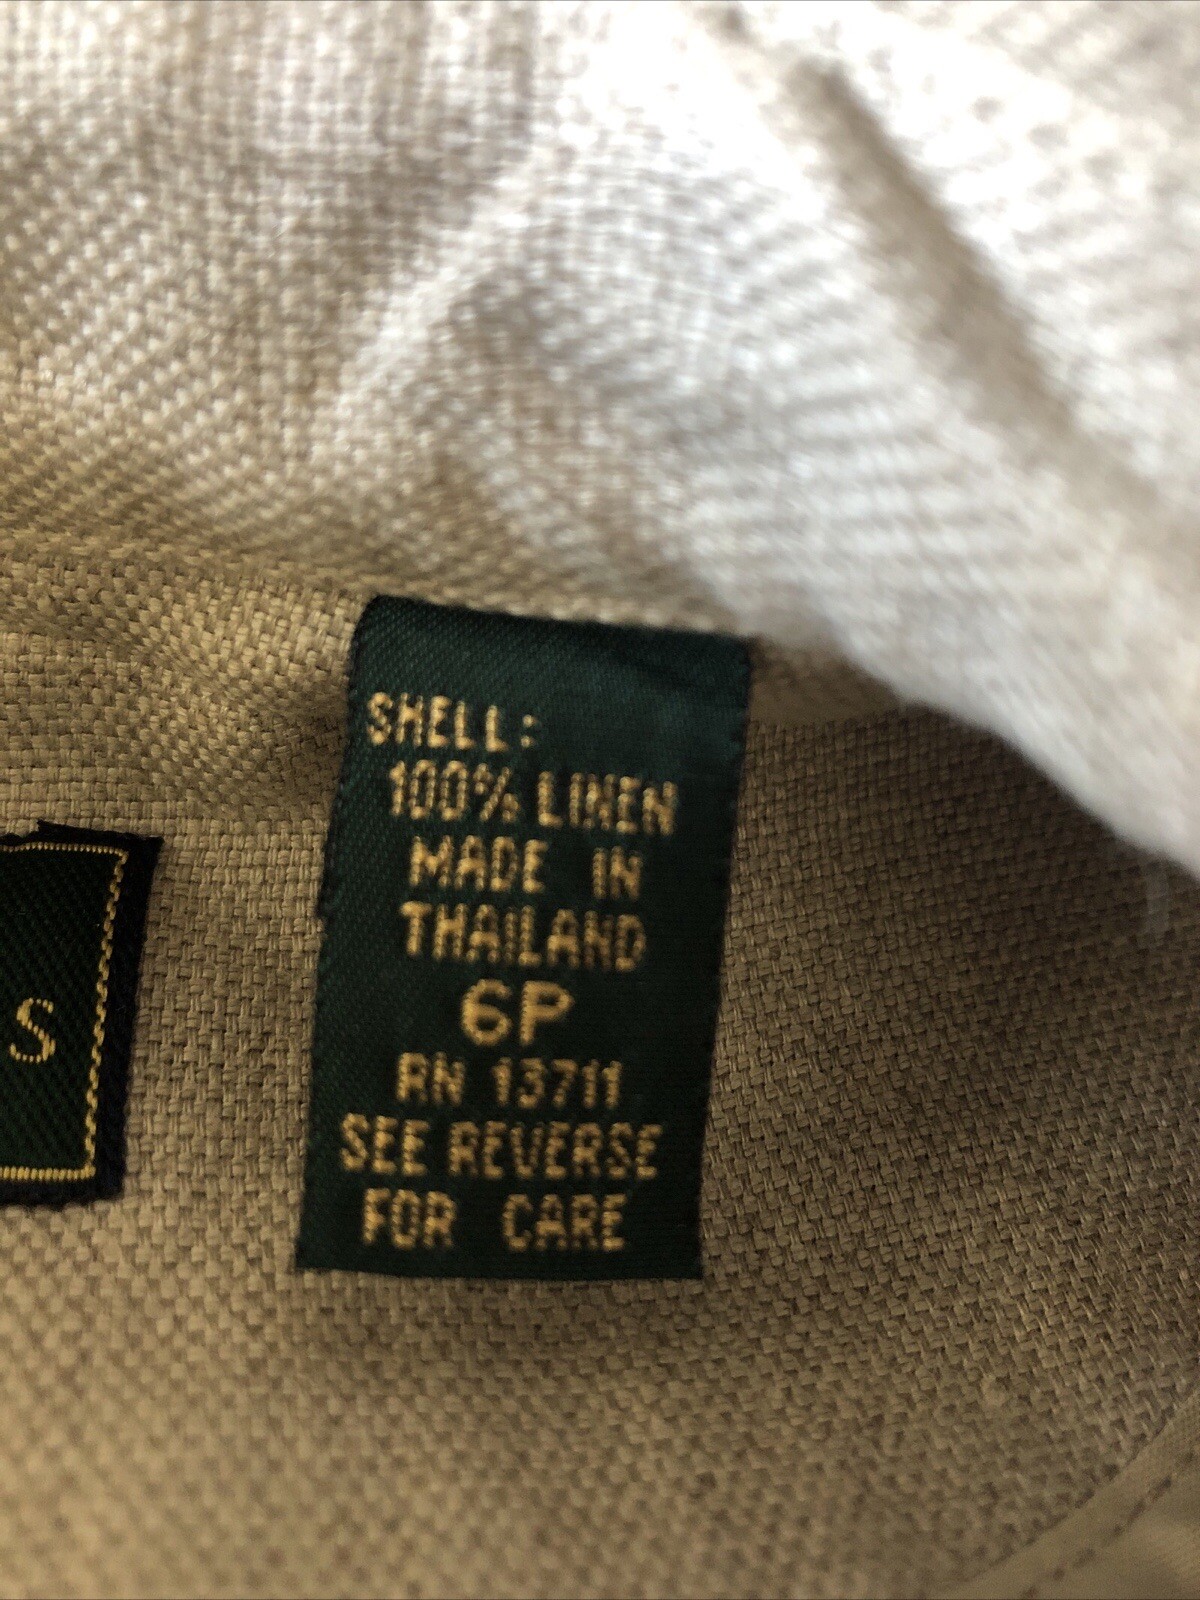 SHELL:
100% LINEN
MADE IN
THAILAND
6P
RN 13711
SEE REVERSE
FOR CARE
S